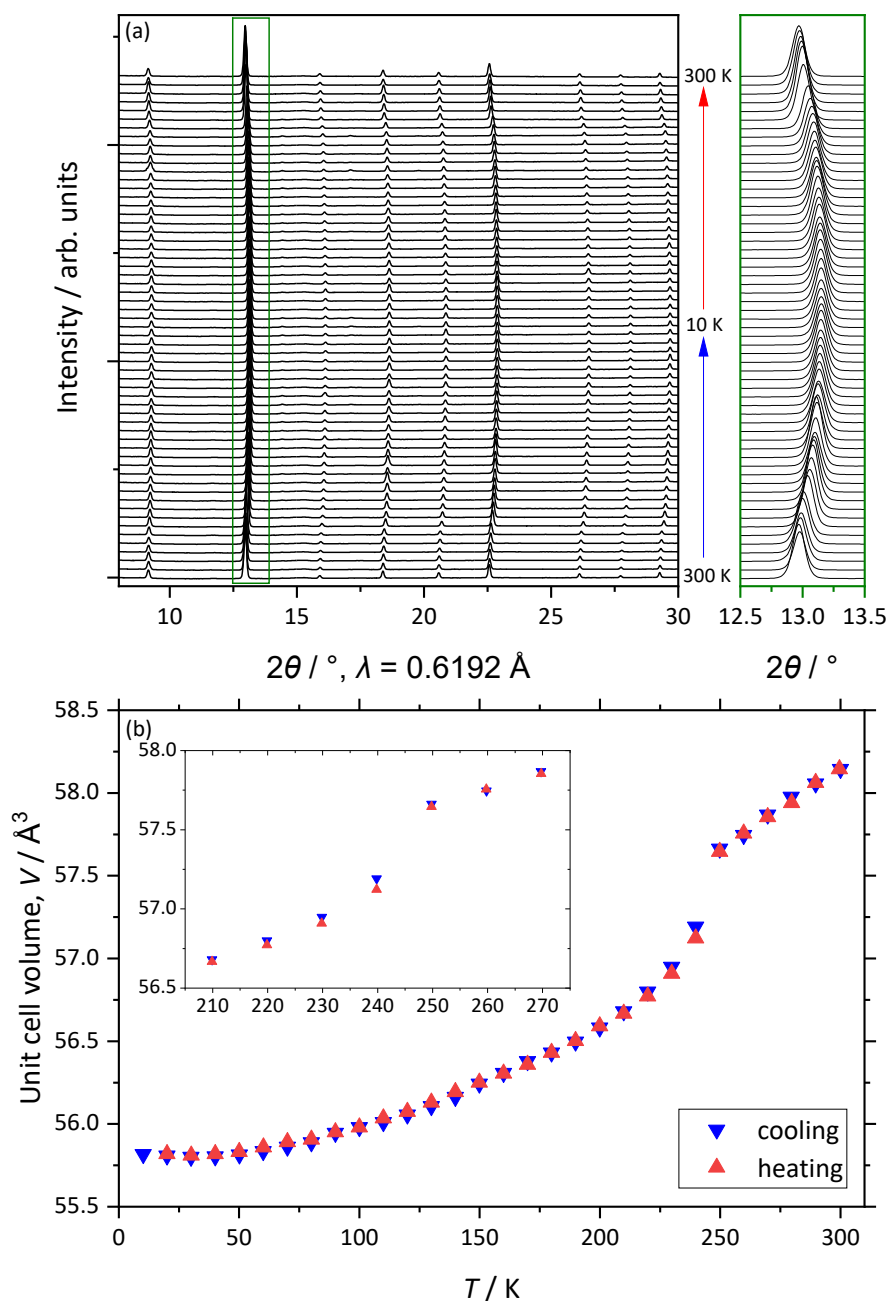 (a)
Intensity / arb. units
300 K
10 K
300 K
10 15 20 25 30
12.5 13.0 13.5
2θ / °, λ = 0.6192 Å
2θ / °
(b)
Unit cell volume, V / Å³
58.5
58.0
57.5
57.0
56.5
56.0
55.5
58.0
57.5
57.0
56.5
210 220 230 240 250 260 270
cooling
heating
0 50 100 150 200 250 300
T / K